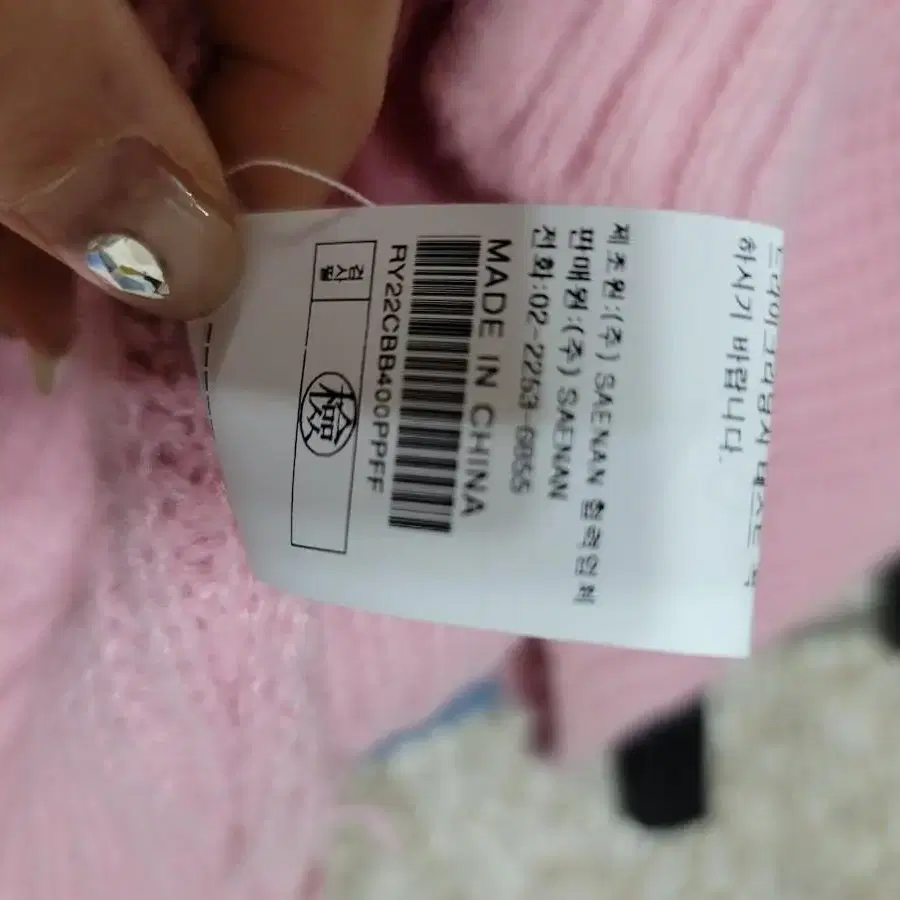 하시기 바랍니다.
제조원:(주) SAENAN 협력업체
판매원:(주) SAENAN
전화:02-2253-6855
MADE IN CHINA
RY22CBB400PPFF
검사필
檢